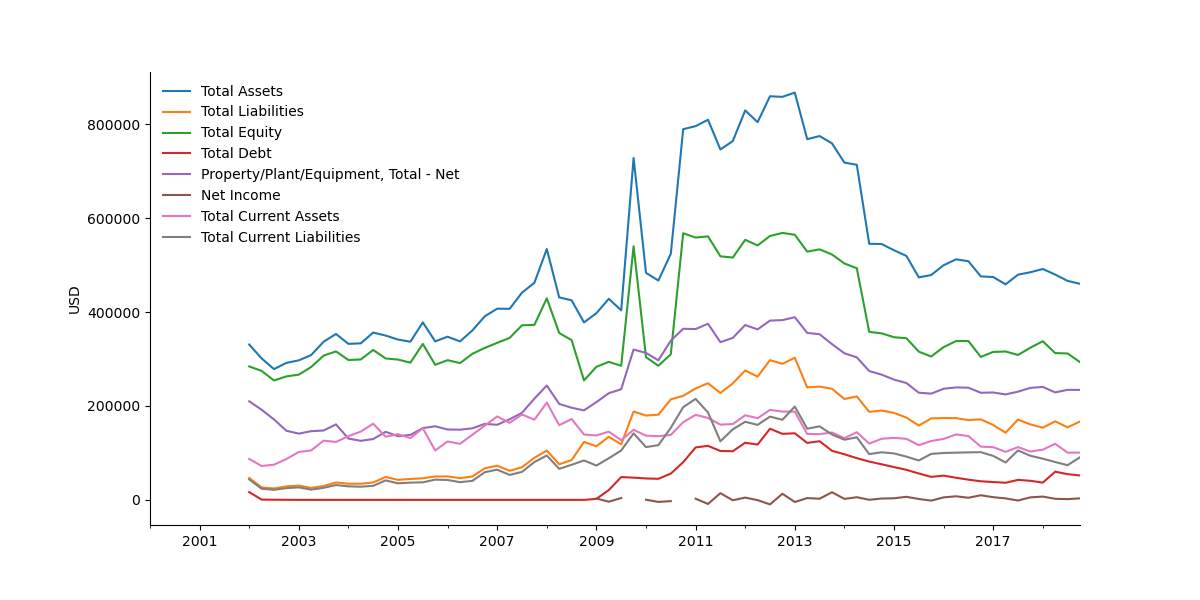 Total Assets
Total Liabilities
Total Equity
Total Debt
Property/Plant/Equipment, Total - Net
Net Income
Total Current Assets
Total Current Liabilities
USD
800000
600000
400000
200000
0
2001 2003 2005 2007 2009 2011 2013 2015 2017